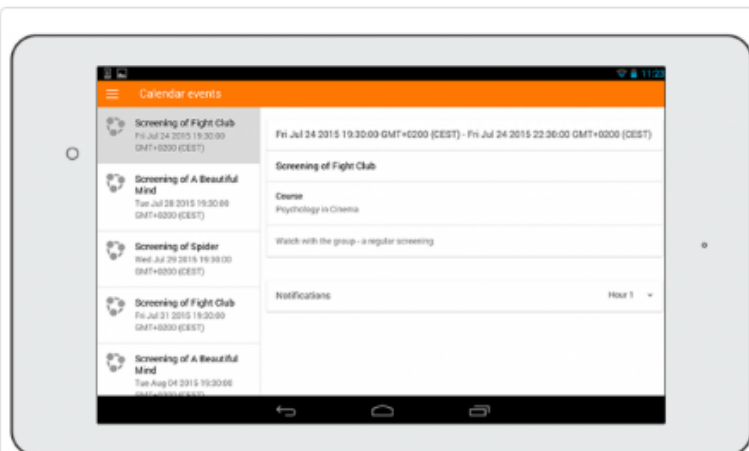 11:23
Calendar events
Screening of Fight Club
Fri Jul 24 2015 19:30:00
GMT+0200 (CEST)
Screening of A Beautiful
Mind
Tue Jul 28 2015 19:30:00
GMT+0200 (CEST)
Screening of Spider
Wed Jul 29 2015 19:30:00
GMT+0200 (CEST)
Screening of Fight Club
Fri Jul 31 2015 19:30:00
GMT+0200 (CEST)
Screening of A Beautiful
Mind
Tue Aug 04 2015 19:30:00
GMT+0200 (CEST)
Fri Jul 24 2015 19:30:00 GMT+0200 (CEST) - Fri Jul 24 2015 22:30:00 GMT+0200 (CEST)
Screening of Fight Club
Course
Psychology in Cinema
Watch with the group - a regular screening
Notifications
Hour 1